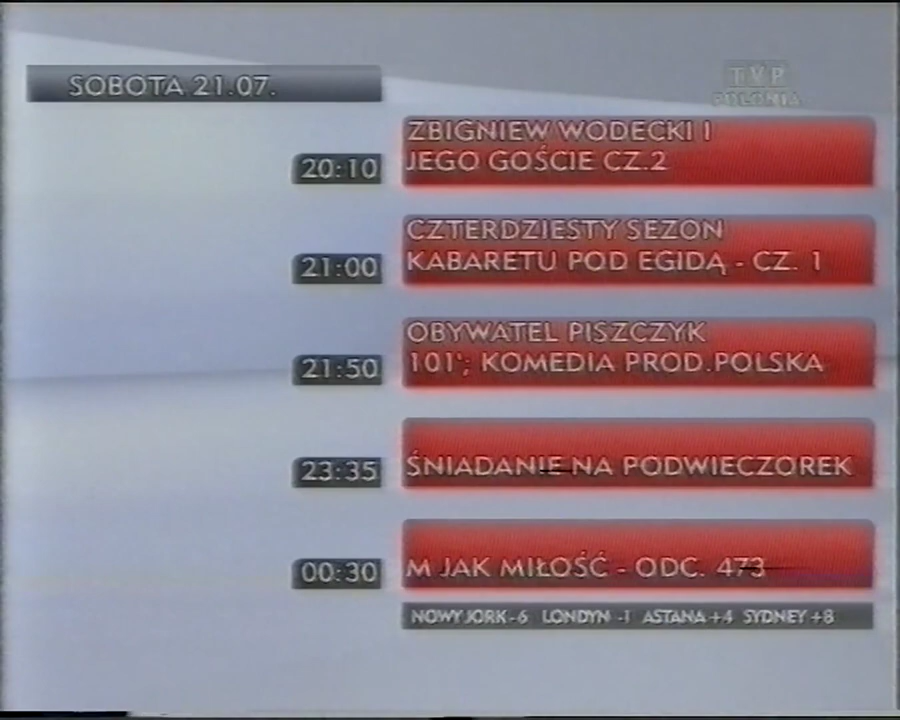 SOBOTA 21.07.
TVP
POLONIA
ZBIGNIEW WODECKI I
20:10 JEGO GOŚCIE CZ.2
CZTERDZIESTY SEZON
21:00 KABARETU POD EGIDĄ - CZ. 1
OBYWATEL PISZCZYK
21:50 101'; KOMEDIA PROD.POLSKA
23:35 ŚNIADANIE NA PODWIECZOREK
00:30 M JAK MIŁOŚĆ - ODC. 473
NOWY JORK -6 LONDYN -1 ASTANA +4 SYDNEY +8